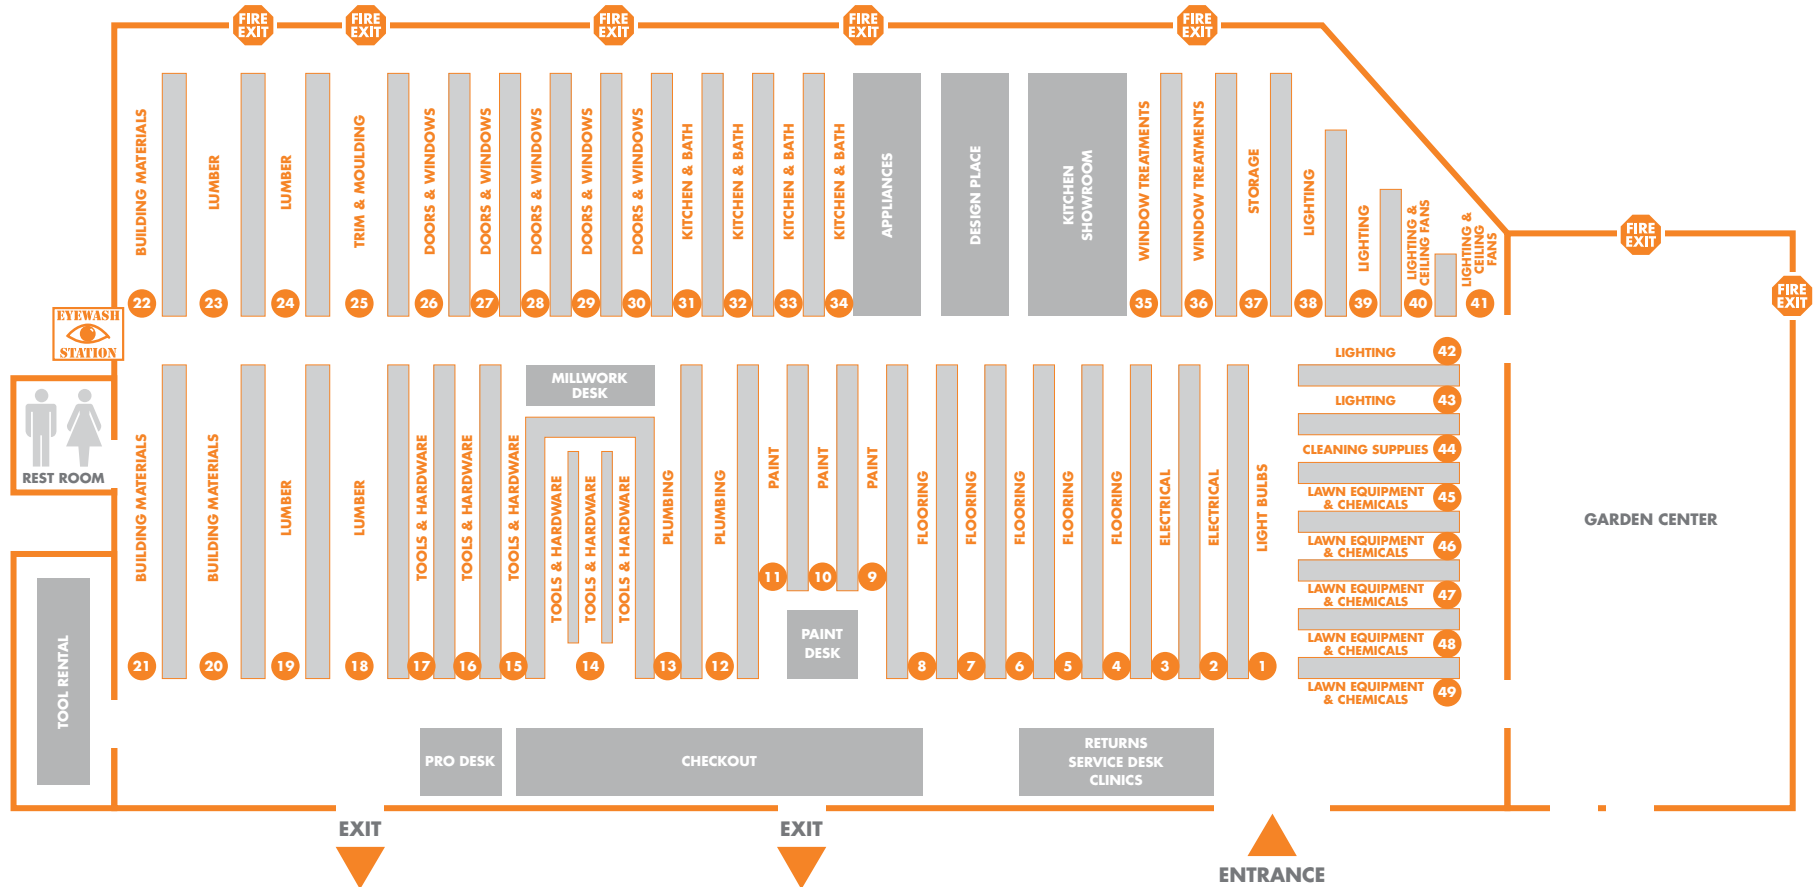 FIRE
EXIT
FIRE
EXIT
FIRE
EXIT
FIRE
EXIT
FIRE
EXIT
BUILDING MATERIALS
LUMBER
LUMBER
TRIM & MOULDING
DOORS & WINDOWS
DOORS & WINDOWS
DOORS & WINDOWS
DOORS & WINDOWS
DOORS & WINDOWS
KITCHEN & BATH
KITCHEN & BATH
KITCHEN & BATH
KITCHEN & BATH
APPLIANCES
DESIGN PLACE
KITCHEN
SHOWROOM
WINDOW TREATMENTS
WINDOW TREATMENTS
STORAGE
LIGHTING
LIGHTING
LIGHTING &
CEILING FANS
LIGHTING &
CEILING
FANS
FIRE
EXIT
FIRE
EXIT
22
23
24
25
26
27
28
29
30
31
32
33
34
35
36
37
38
39
40
41
EYEWASH
STATION
REST ROOM
TOOL RENTAL
MILLWORK
DESK
BUILDING MATERIALS
BUILDING MATERIALS
LUMBER
LUMBER
TOOLS & HARDWARE
TOOLS & HARDWARE
TOOLS & HARDWARE
TOOLS & HARDWARE
TOOLS & HARDWARE
TOOLS & HARDWARE
PLUMBING
PLUMBING
PAINT
PAINT
PAINT
FLOORING
FLOORING
FLOORING
FLOORING
FLOORING
ELECTRICAL
ELECTRICAL
LIGHT BULBS
11
10
9
PAINT
DESK
21
20
19
18
17
16
15
14
13
12
8
7
6
5
4
3
2
1
LIGHTING 42
LIGHTING 43
CLEANING SUPPLIES 44
LAWN EQUIPMENT
& CHEMICALS 45
LAWN EQUIPMENT
& CHEMICALS 46
LAWN EQUIPMENT
& CHEMICALS 47
LAWN EQUIPMENT
& CHEMICALS 48
LAWN EQUIPMENT
& CHEMICALS 49
GARDEN CENTER
PRO DESK
CHECKOUT
RETURNS
SERVICE DESK
CLINICS
EXIT
EXIT
ENTRANCE